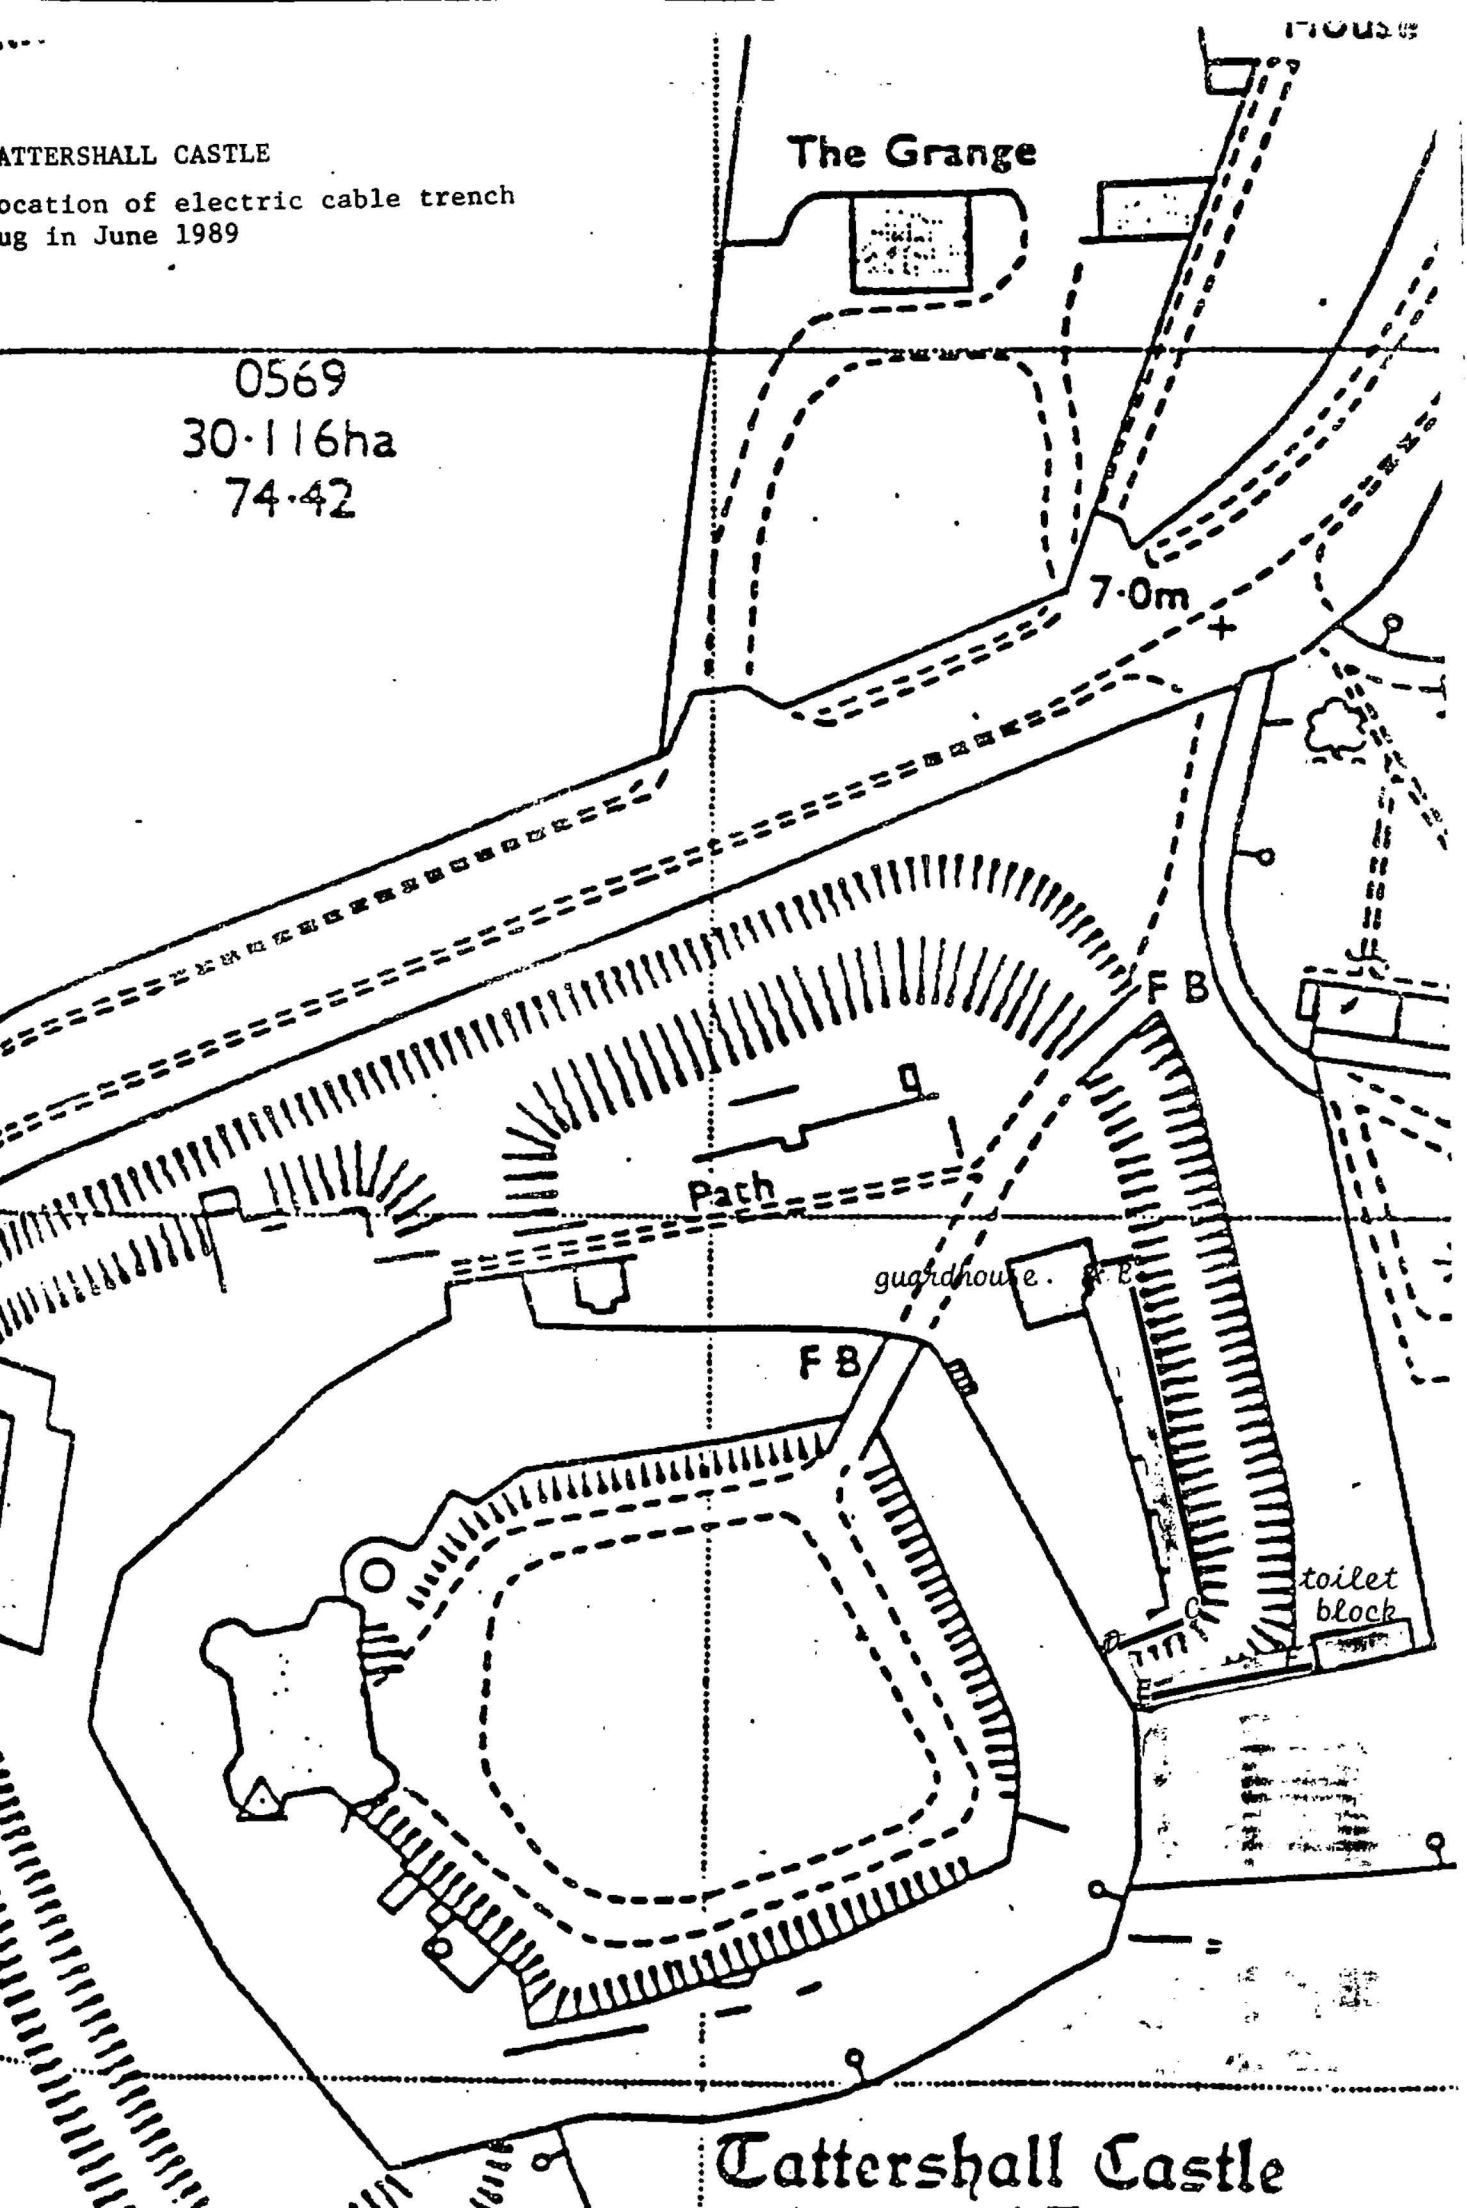 House
ATTERSHALL CASTLE
ocation of electric cable trench
ug in June 1989
The Grange
0569
30·116ha
74·42
7·0m
+
F B
Path
guardhouse. A B
F B
toilet
block
C
D
E F
Tattershall Castle